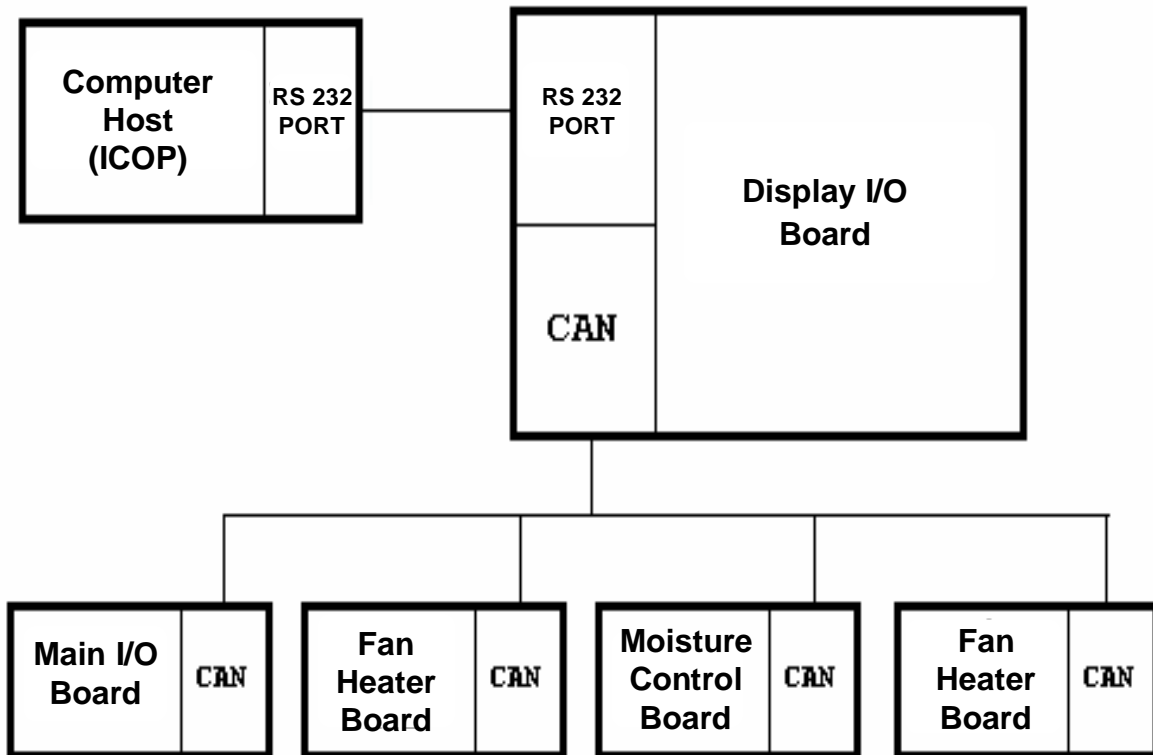 Computer
Host
(ICOP)
RS 232
PORT
RS 232
PORT
Display I/O
Board
CAN
Main I/O
Board
CAN
Fan
Heater
Board
CAN
Moisture
Control
Board
CAN
Fan
Heater
Board
CAN